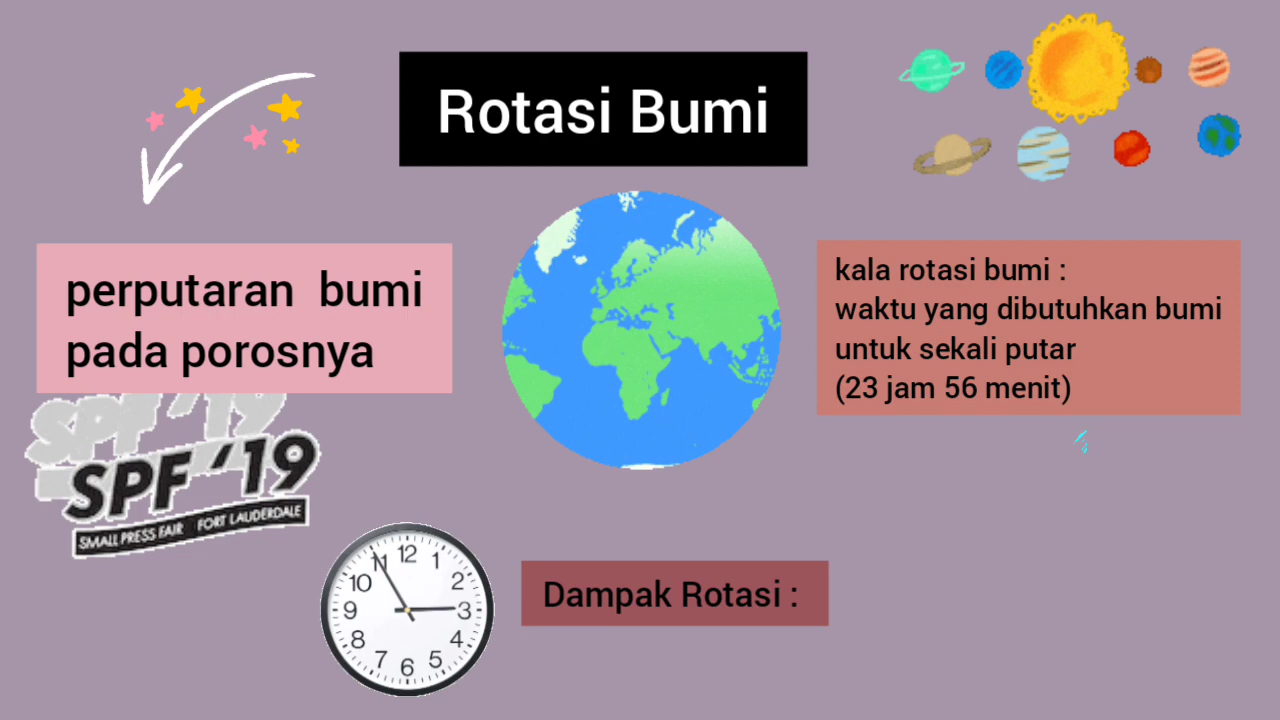 Rotasi Bumi
perputaran bumi
pada porosnya
kala rotasi bumi :
waktu yang dibutuhkan bumi
untuk sekali putar
(23 jam 56 menit)
SPF '19
SPF '19
SMALL PRESS FAIR FORT LAUDERDALE
12
1
2
3
4
5
6
7
8
9
10
11
Dampak Rotasi :